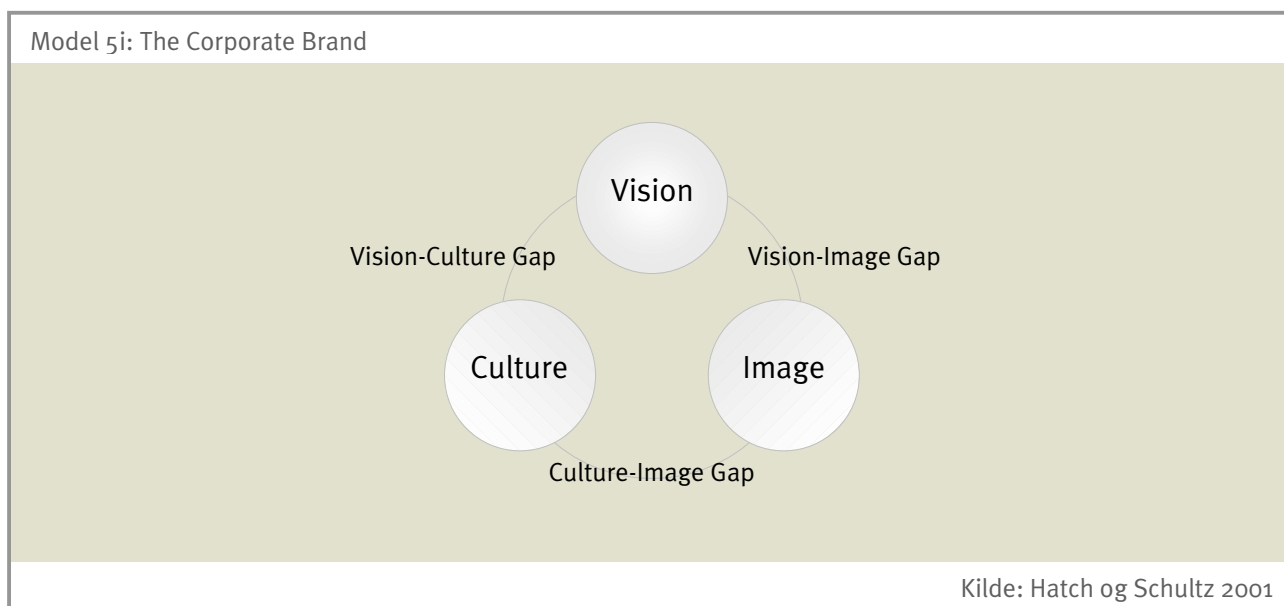 Model 5i: The Corporate Brand
Vision
Vision-Culture Gap
Vision-Image Gap
Culture
Image
Culture-Image Gap
Kilde: Hatch og Schultz 2001